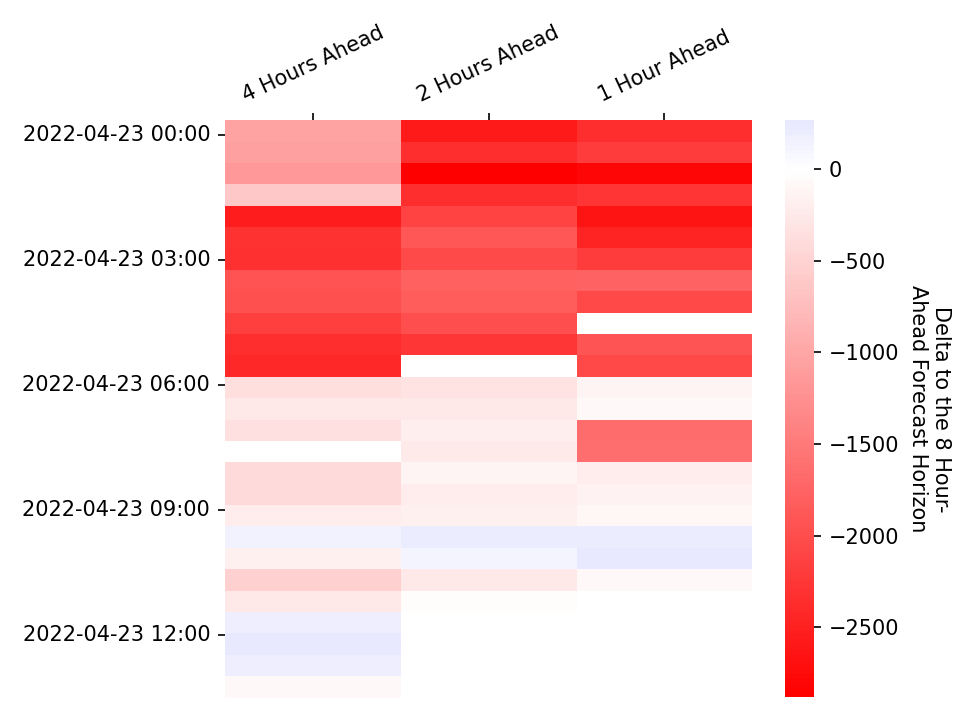 4 Hours Ahead
2 Hours Ahead
1 Hour Ahead
2022-04-23 00:00
2022-04-23 03:00
2022-04-23 06:00
2022-04-23 09:00
2022-04-23 12:00
0
−500
−1000
−1500
−2000
−2500
Delta to the 8 Hour-
Ahead Forecast Horizon